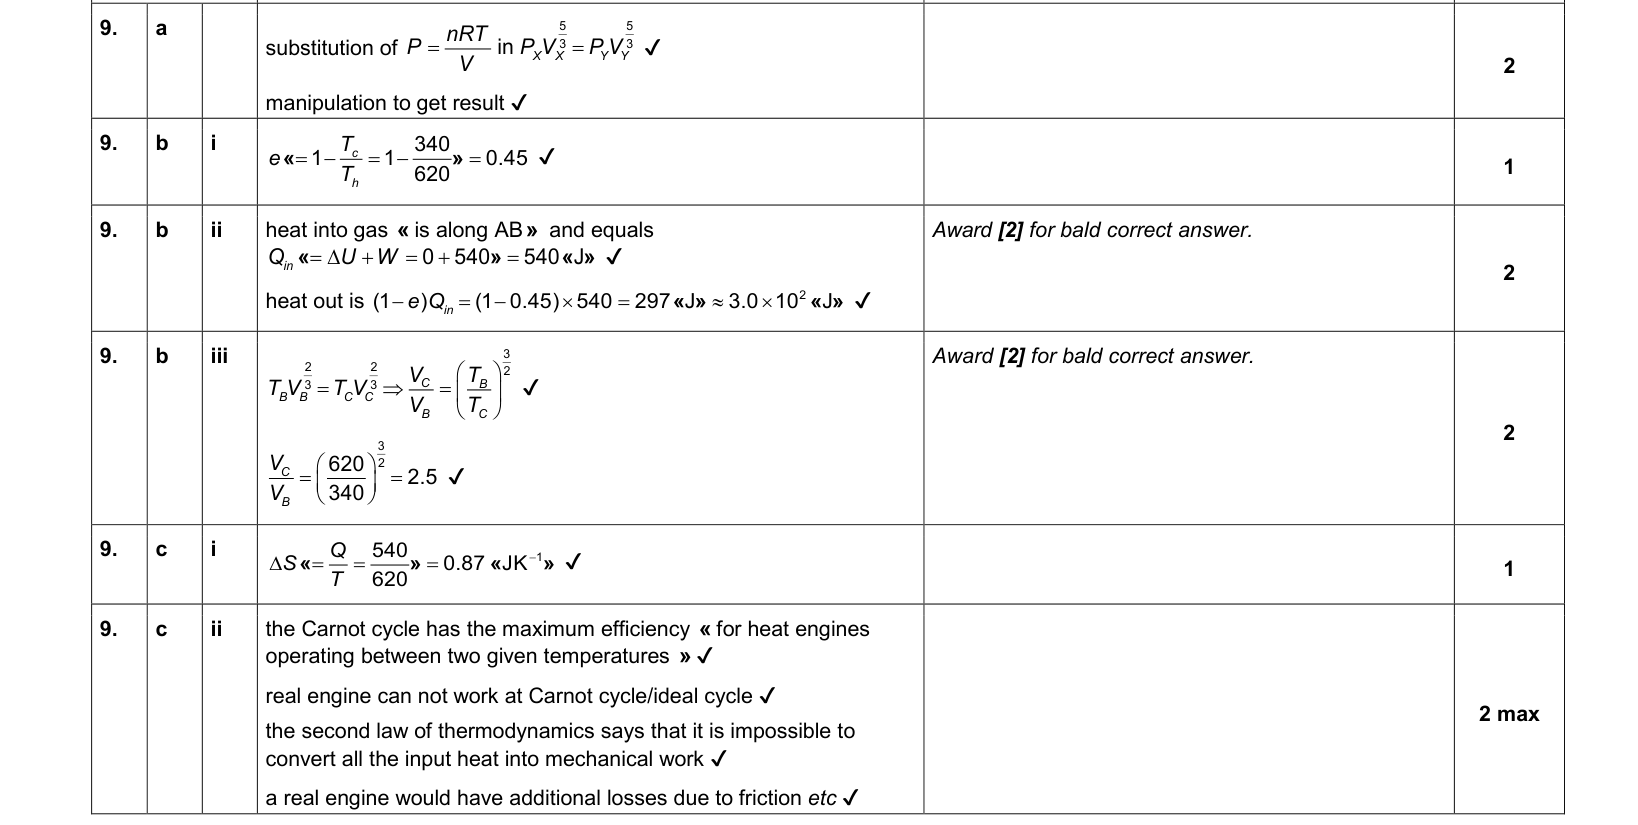 9. a substitution of P = nRT/V in P_X V_X^(5/3) = P_Y V_Y^(5/3) ✓
manipulation to get result ✓
2
9. b i e «= 1 − T_c/T_h = 1 − 340/620 » = 0.45 ✓
1
9. b ii heat into gas « is along AB » and equals
Q_in «= ΔU + W = 0 + 540» = 540 «J» ✓
heat out is (1 − e)Q_in = (1 − 0.45) × 540 = 297 «J» ≈ 3.0 × 10² «J» ✓
Award [2] for bald correct answer.
2
9. b iii T_B V_B^(2/3) = T_C V_C^(2/3) ⇒ V_C/V_B = (T_B/T_C)^(3/2) ✓
V_C/V_B = (620/340)^(3/2) = 2.5 ✓
Award [2] for bald correct answer.
2
9. c i ΔS «= Q/T = 540/620 » = 0.87 «JK⁻¹» ✓
1
9. c ii the Carnot cycle has the maximum efficiency « for heat engines
operating between two given temperatures » ✓
real engine can not work at Carnot cycle/ideal cycle ✓
the second law of thermodynamics says that it is impossible to
convert all the input heat into mechanical work ✓
a real engine would have additional losses due to friction etc ✓
2 max